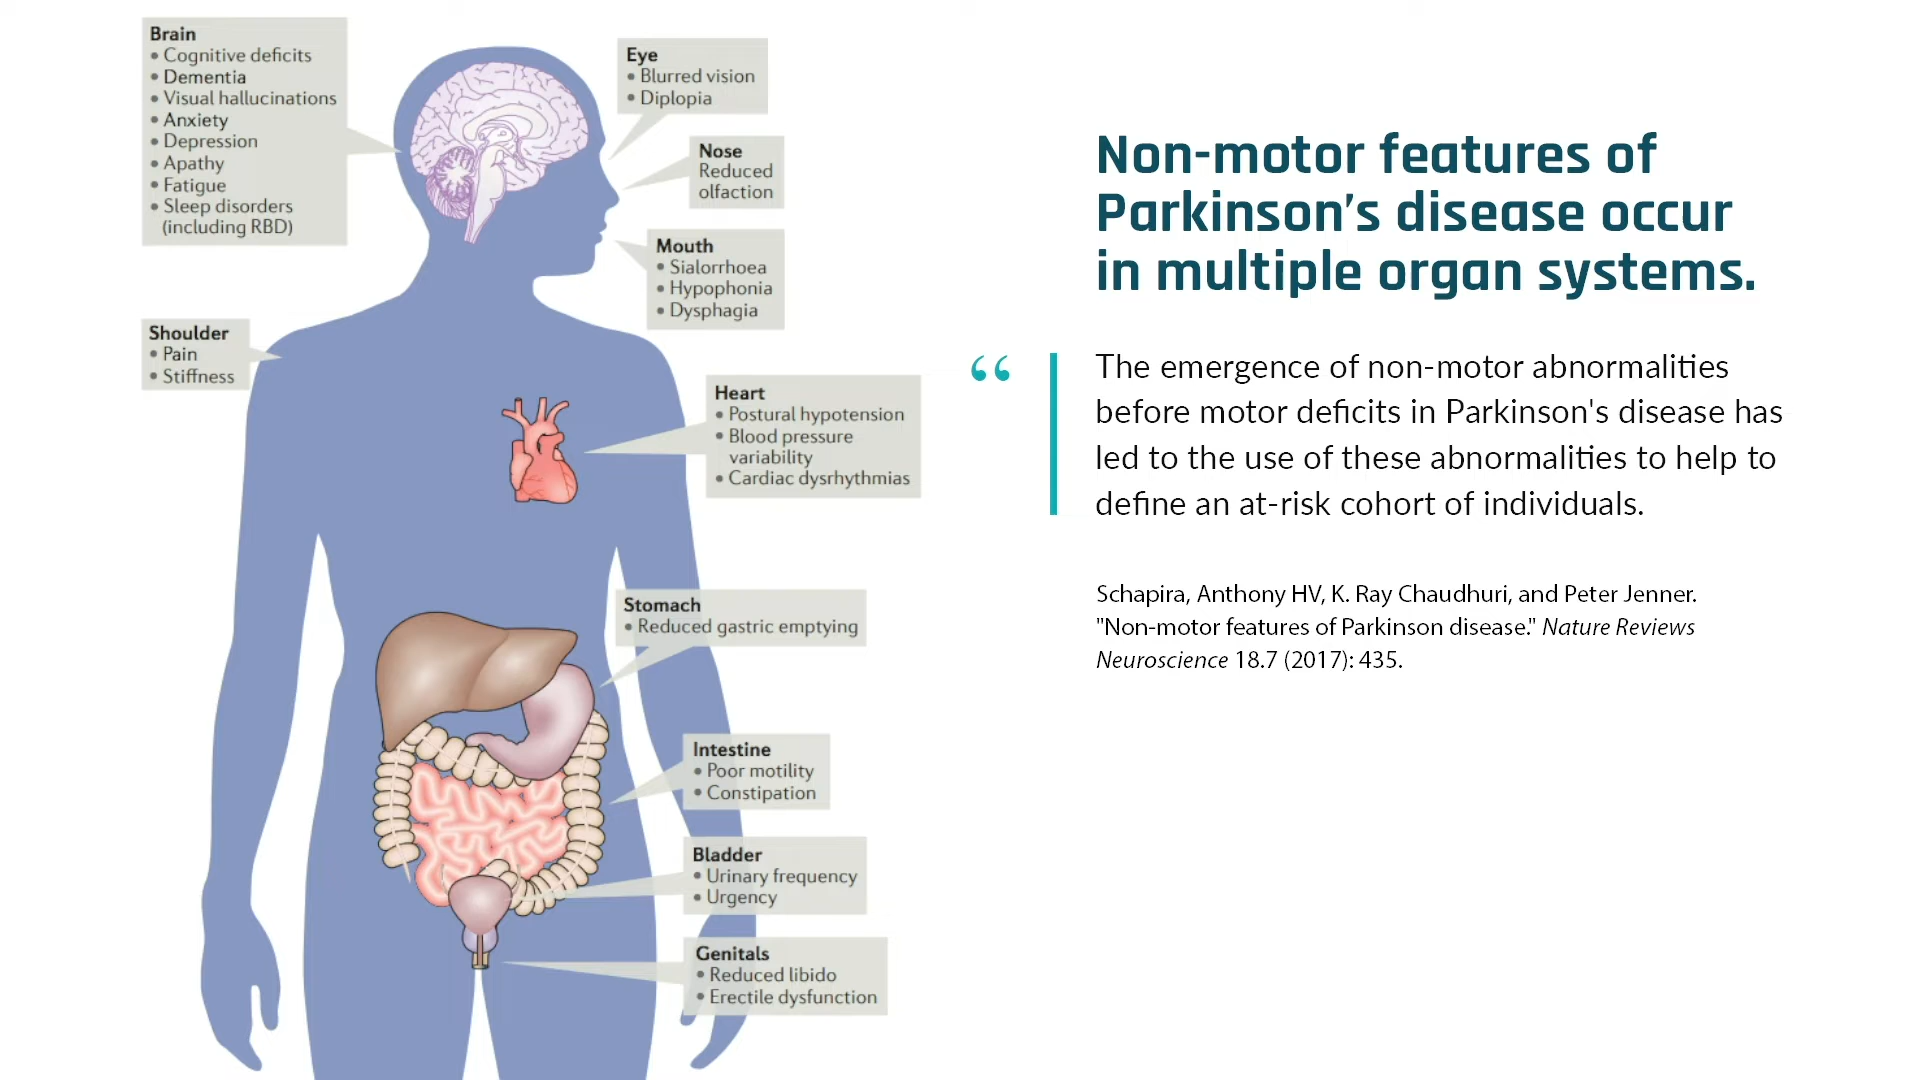 Brain
• Cognitive deficits
• Dementia
• Visual hallucinations
• Anxiety
• Depression
• Apathy
• Fatigue
• Sleep disorders
(including RBD)
Eye
• Blurred vision
• Diplopia
Nose
Reduced
olfaction
Mouth
• Sialorrhoea
• Hypophonia
• Dysphagia
Shoulder
• Pain
• Stiffness
Heart
• Postural hypotension
• Blood pressure
variability
• Cardiac dysrhythmias
Stomach
• Reduced gastric emptying
Intestine
• Poor motility
• Constipation
Bladder
• Urinary frequency
• Urgency
Genitals
• Reduced libido
• Erectile dysfunction
Non-motor features of
Parkinson’s disease occur
in multiple organ systems.
“
The emergence of non-motor abnormalities
before motor deficits in Parkinson's disease has
led to the use of these abnormalities to help to
define an at-risk cohort of individuals.
Schapira, Anthony HV, K. Ray Chaudhuri, and Peter Jenner.
"Non-motor features of Parkinson disease." Nature Reviews
Neuroscience 18.7 (2017): 435.